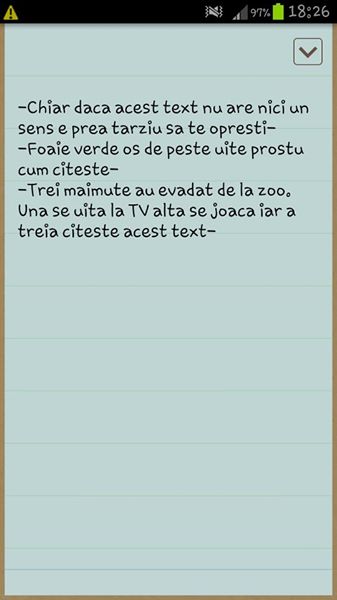 97% 18:26
-Chiar daca acest text nu are nici un
sens e prea tarziu sa te opresti-
-Foaie verde os de peste uite prostu
cum citeste-
-Trei maimute au evadat de la zoo.
Una se uita la TV alta se joaca iar a
treia citeste acest text-